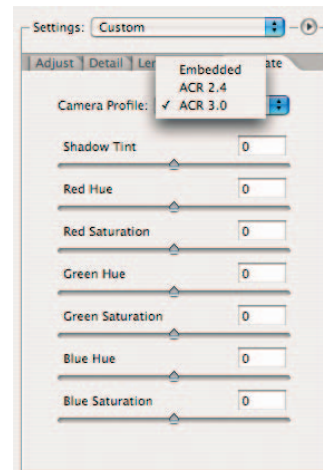 Settings: Custom
Adjust Detail Le ate
Embedded
ACR 2.4
Camera Profile: ✓ ACR 3.0
Shadow Tint 0
Red Hue 0
Red Saturation 0
Green Hue 0
Green Saturation 0
Blue Hue 0
Blue Saturation 0